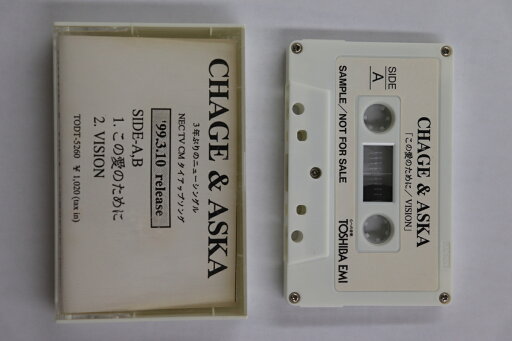 CHAGE & ASKA
3年ぶりのニューシングル
NEC TV CM タイアップソング
'99.3.10 release
SIDE-A,B
1. この愛のために
2. VISION
TODT-5260 ¥1,020(tax in)
CHAGE & ASKA
「この愛のために/VISION」
SIDE
A
SAMPLE/NOT FOR SALE
TOSHIBA EMI